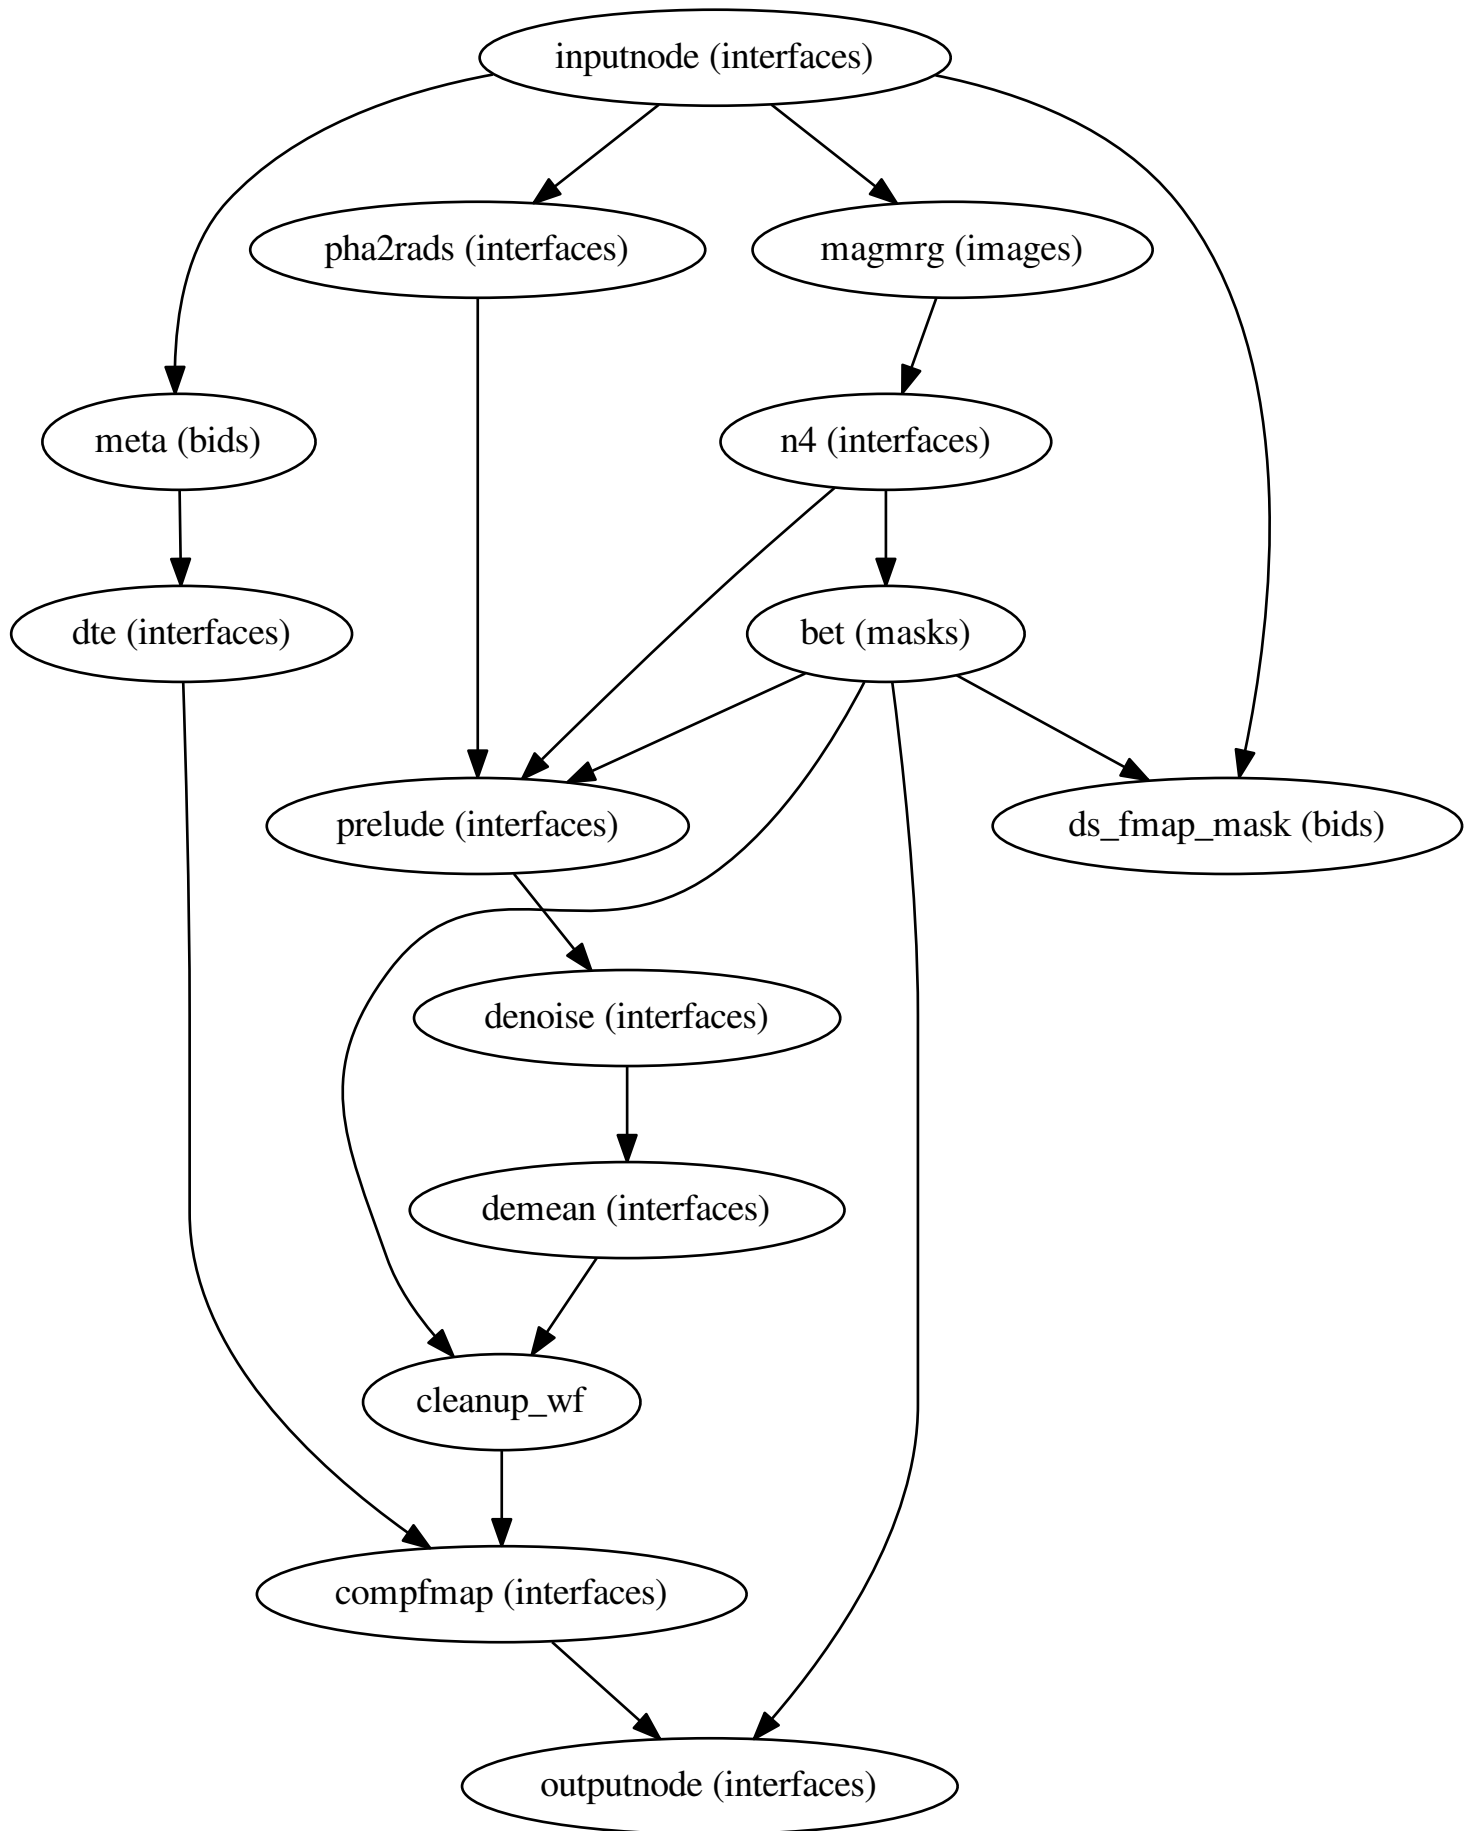 inputnode (interfaces)
pha2rads (interfaces)
magmrg (images)
meta (bids)
n4 (interfaces)
dte (interfaces)
bet (masks)
prelude (interfaces)
ds_fmap_mask (bids)
denoise (interfaces)
demean (interfaces)
cleanup_wf
compfmap (interfaces)
outputnode (interfaces)